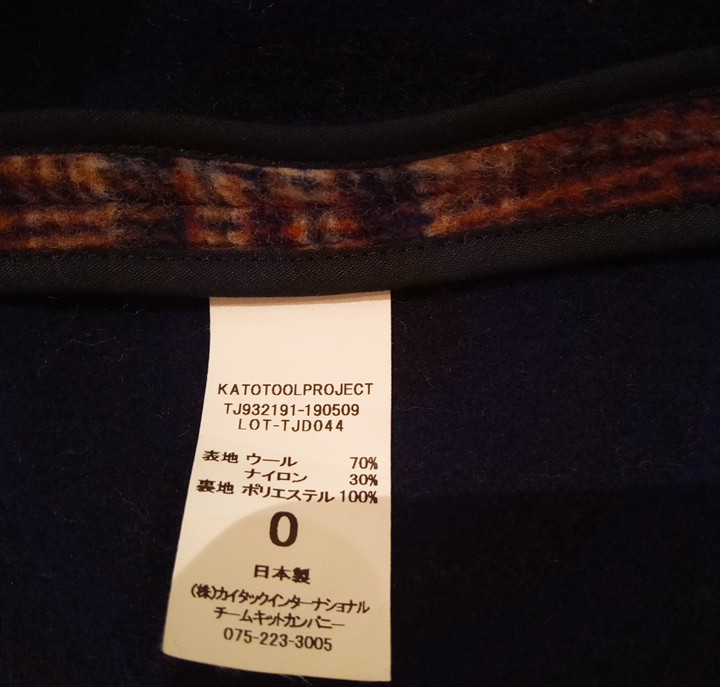 KATOTOOLPROJECT
TJ932191-190509
LOT-TJD044
表地 ウール 70%
ナイロン 30%
裏地 ポリエステル 100%
0
日本製
(株)カイタックインターナショナル
チームキットカンパニー
075-223-3005